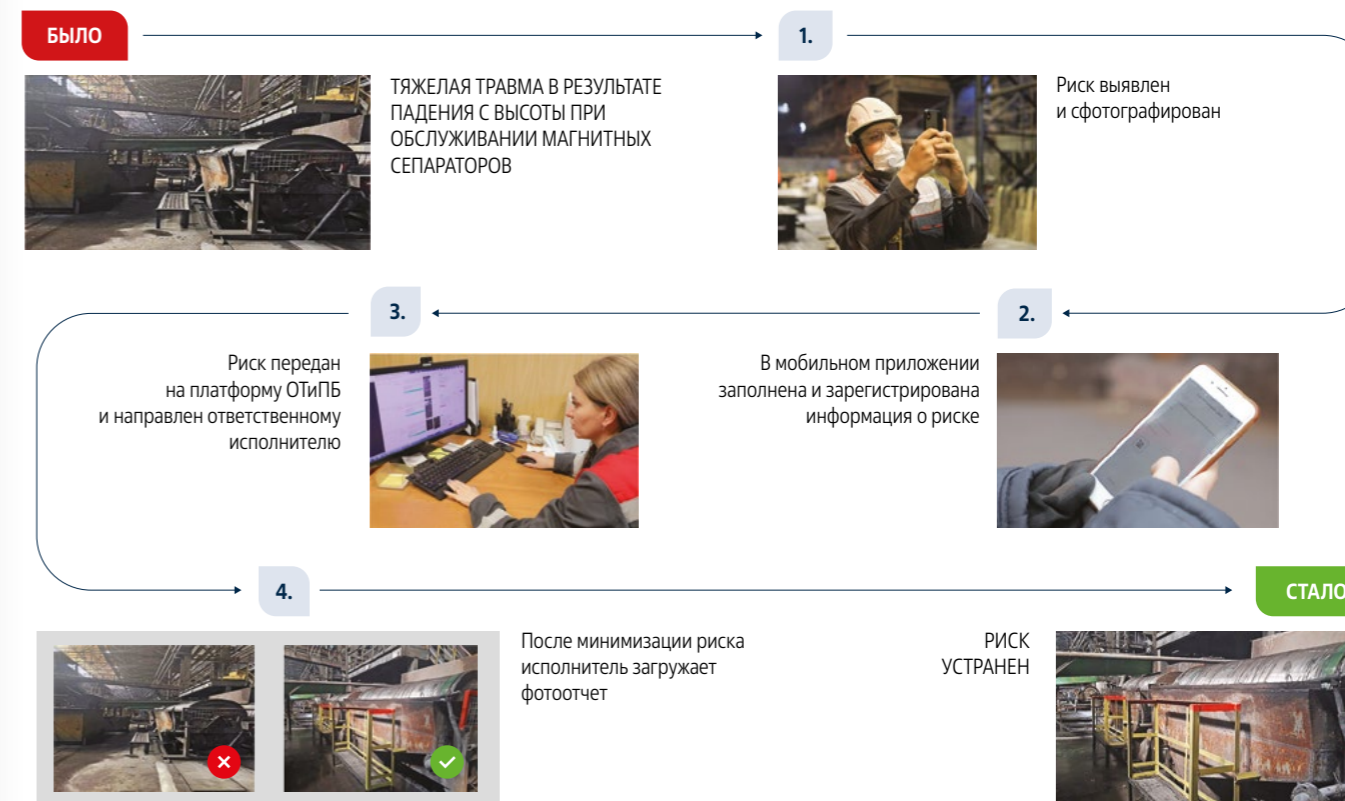 БЫЛО
ТЯЖЕЛАЯ ТРАВМА В РЕЗУЛЬТАТЕ
ПАДЕНИЯ С ВЫСОТЫ ПРИ
ОБСЛУЖИВАНИИ МАГНИТНЫХ
СЕПАРАТОРОВ
1.
Риск выявлен
и сфотографирован
2.
В мобильном приложении
заполнена и зарегистрирована
информация о риске
3.
Риск передан
на платформу ОТиПБ
и направлен ответственному
исполнителю
4.
После минимизации риска
исполнитель загружает
фотоотчет
СТАЛО
РИСК
УСТРАНЕН